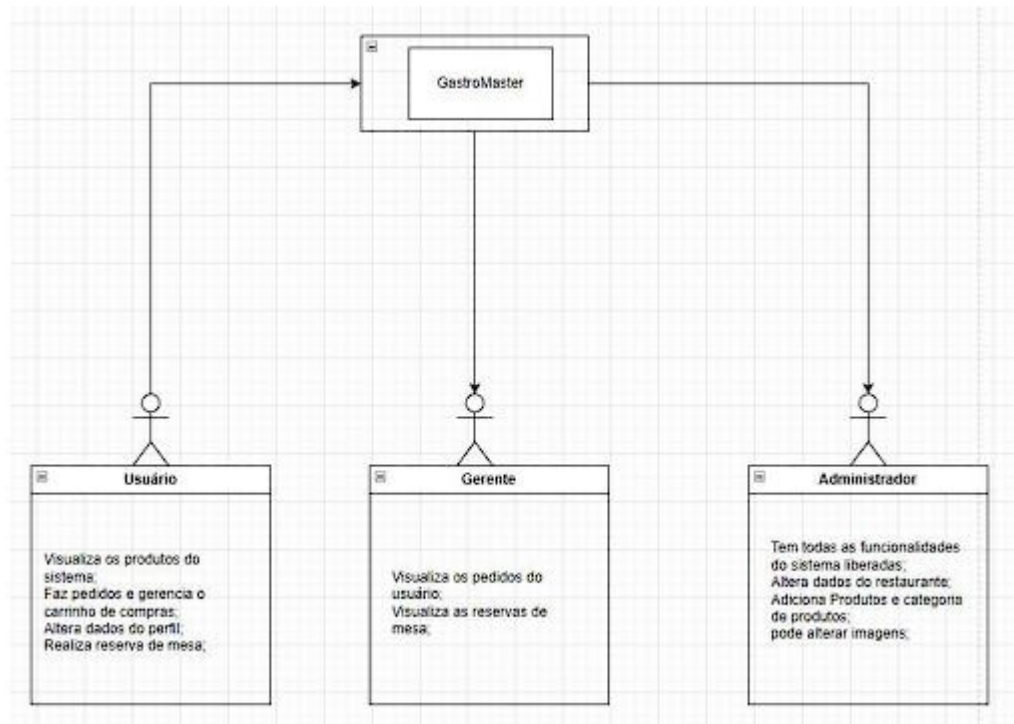 GastroMaster
Usuário
Visualiza os produtos do
sistema;
Faz pedidos e gerencia o
carrinho de compras;
Altera dados do perfil;
Realiza reserva de mesa;
Gerente
Visualiza os pedidos do
usuário;
Visualiza as reservas de
mesa;
Administrador
Tem todas as funcionalidades
do sistema liberadas;
Altera dados do restaurante;
Adiciona Produtos e categoria
de produtos;
pode alterar imagens;